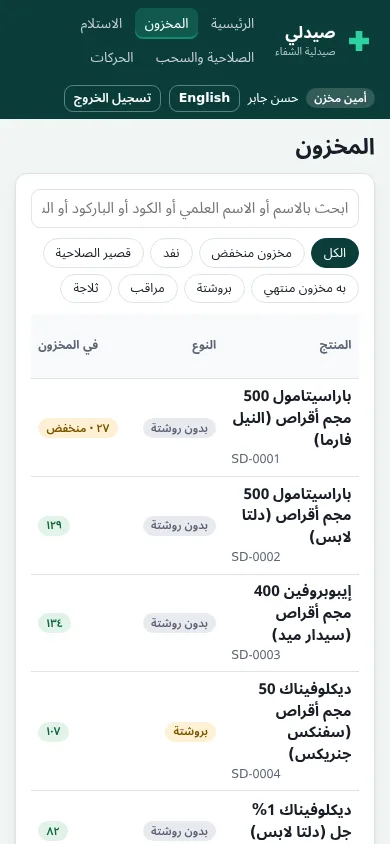 صيدلي
صيدلية الشفاء
الرئيسية المخزون الاستلام
الصلاحية والسحب الحركات
أمين مخزن حسن جابر English تسجيل الخروج
المخزون
ابحث بالاسم أو الاسم العلمي أو الكود أو الباركود أو الـ
الكل مخزون منخفض نفد قصير الصلاحية
به مخزون منتهي بروشتة مراقب ثلاجة
المنتج النوع في المخزون
باراسيتامول 500
مجم أقراص (النيل
فارما)
SD-0001
بدون روشتة
٢٧ • منخفض
باراسيتامول 500
مجم أقراص (دلتا
لابس)
SD-0002
بدون روشتة
١٢٩
إيبوبروفين 400
مجم أقراص
(سيدار ميد)
SD-0003
بدون روشتة
١٣٤
ديكلوفيناك 50
مجم أقراص
(سفنكس
جنريكس)
SD-0004
بروشتة
١٠٧
ديكلوفيناك 1%
جل (دلتا لابس)
بدون روشتة
٨٢